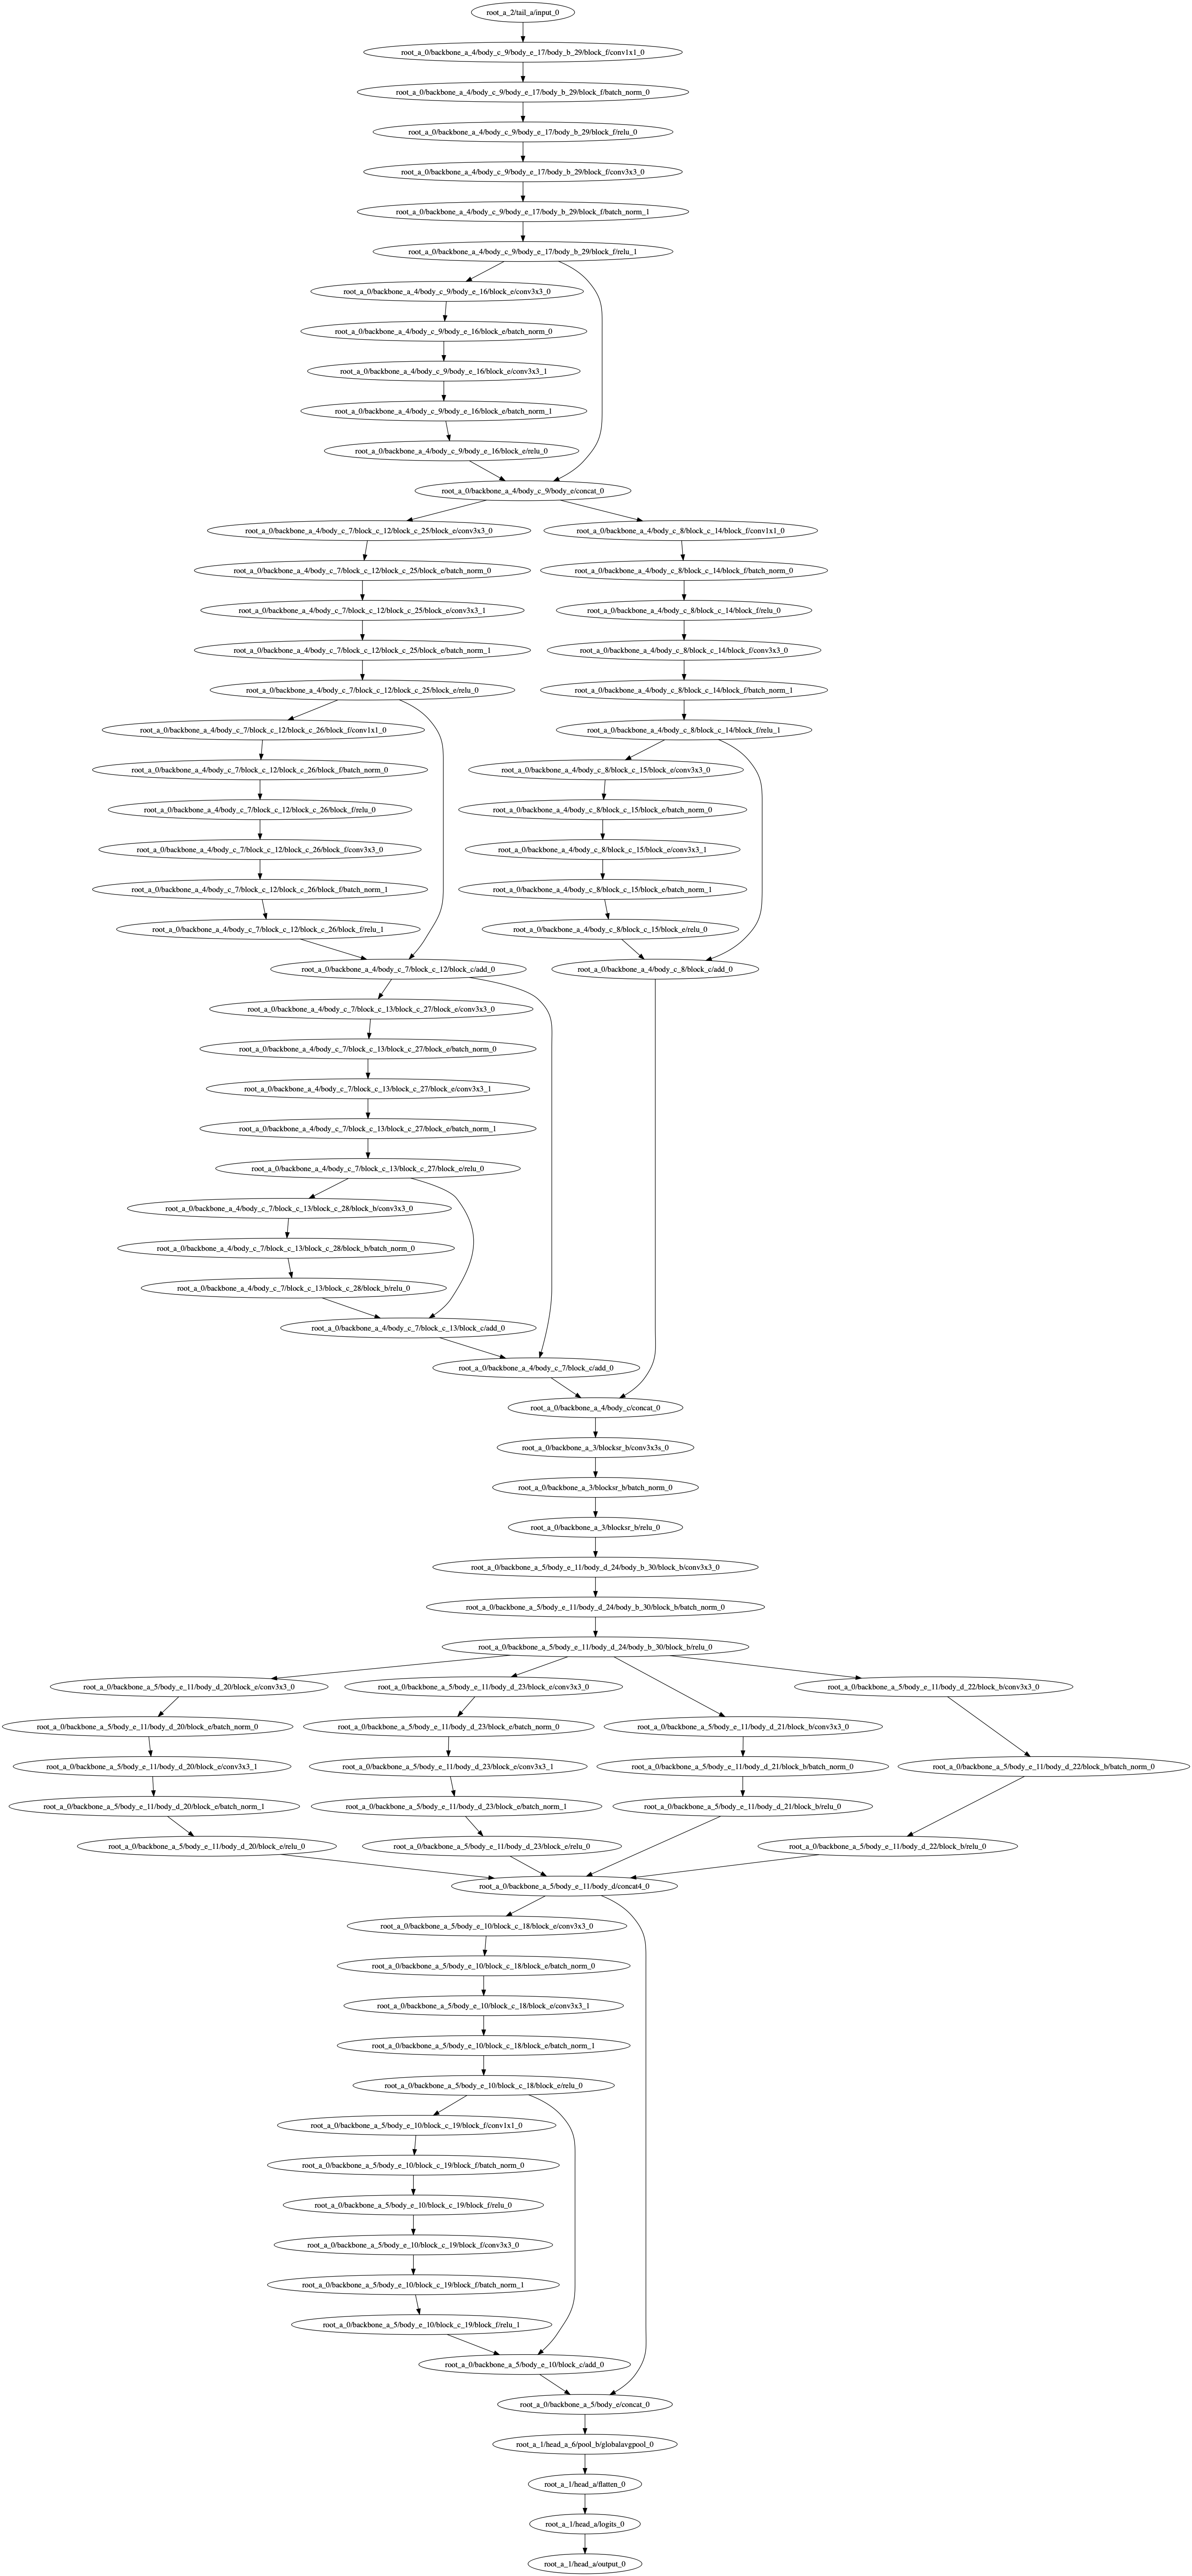 root_a_2/tail_a/input_0
root_a_0/backbone_a_4/body_c_9/body_e_17/body_b_29/block_f/conv1x1_0
root_a_0/backbone_a_4/body_c_9/body_e_17/body_b_29/block_f/batch_norm_0
root_a_0/backbone_a_4/body_c_9/body_e_17/body_b_29/block_f/relu_0
root_a_0/backbone_a_4/body_c_9/body_e_17/body_b_29/block_f/conv3x3_0
root_a_0/backbone_a_4/body_c_9/body_e_17/body_b_29/block_f/batch_norm_1
root_a_0/backbone_a_4/body_c_9/body_e_17/body_b_29/block_f/relu_1
root_a_0/backbone_a_4/body_c_9/body_e_16/block_e/conv3x3_0
root_a_0/backbone_a_4/body_c_9/body_e_16/block_e/batch_norm_0
root_a_0/backbone_a_4/body_c_9/body_e_16/block_e/conv3x3_1
root_a_0/backbone_a_4/body_c_9/body_e_16/block_e/batch_norm_1
root_a_0/backbone_a_4/body_c_9/body_e_16/block_e/relu_0
root_a_0/backbone_a_4/body_c_9/body_e/concat_0
root_a_0/backbone_a_4/body_c_7/block_c_12/block_c_25/block_e/conv3x3_0
root_a_0/backbone_a_4/body_c_8/block_c_14/block_f/conv1x1_0
root_a_0/backbone_a_4/body_c_7/block_c_12/block_c_25/block_e/batch_norm_0
root_a_0/backbone_a_4/body_c_8/block_c_14/block_f/batch_norm_0
root_a_0/backbone_a_4/body_c_7/block_c_12/block_c_25/block_e/conv3x3_1
root_a_0/backbone_a_4/body_c_8/block_c_14/block_f/relu_0
root_a_0/backbone_a_4/body_c_7/block_c_12/block_c_25/block_e/batch_norm_1
root_a_0/backbone_a_4/body_c_8/block_c_14/block_f/conv3x3_0
root_a_0/backbone_a_4/body_c_7/block_c_12/block_c_25/block_e/relu_0
root_a_0/backbone_a_4/body_c_8/block_c_14/block_f/batch_norm_1
root_a_0/backbone_a_4/body_c_7/block_c_12/block_c_26/block_f/conv1x1_0
root_a_0/backbone_a_4/body_c_8/block_c_14/block_f/relu_1
root_a_0/backbone_a_4/body_c_7/block_c_12/block_c_26/block_f/batch_norm_0
root_a_0/backbone_a_4/body_c_8/block_c_15/block_e/conv3x3_0
root_a_0/backbone_a_4/body_c_7/block_c_12/block_c_26/block_f/relu_0
root_a_0/backbone_a_4/body_c_8/block_c_15/block_e/batch_norm_0
root_a_0/backbone_a_4/body_c_7/block_c_12/block_c_26/block_f/conv3x3_0
root_a_0/backbone_a_4/body_c_8/block_c_15/block_e/conv3x3_1
root_a_0/backbone_a_4/body_c_7/block_c_12/block_c_26/block_f/batch_norm_1
root_a_0/backbone_a_4/body_c_8/block_c_15/block_e/batch_norm_1
root_a_0/backbone_a_4/body_c_7/block_c_12/block_c_26/block_f/relu_1
root_a_0/backbone_a_4/body_c_8/block_c_15/block_e/relu_0
root_a_0/backbone_a_4/body_c_7/block_c_12/block_c/add_0
root_a_0/backbone_a_4/body_c_8/block_c/add_0
root_a_0/backbone_a_4/body_c_7/block_c_13/block_c_27/block_e/conv3x3_0
root_a_0/backbone_a_4/body_c_7/block_c_13/block_c_27/block_e/batch_norm_0
root_a_0/backbone_a_4/body_c_7/block_c_13/block_c_27/block_e/conv3x3_1
root_a_0/backbone_a_4/body_c_7/block_c_13/block_c_27/block_e/batch_norm_1
root_a_0/backbone_a_4/body_c_7/block_c_13/block_c_27/block_e/relu_0
root_a_0/backbone_a_4/body_c_7/block_c_13/block_c_28/block_b/conv3x3_0
root_a_0/backbone_a_4/body_c_7/block_c_13/block_c_28/block_b/batch_norm_0
root_a_0/backbone_a_4/body_c_7/block_c_13/block_c_28/block_b/relu_0
root_a_0/backbone_a_4/body_c_7/block_c_13/block_c/add_0
root_a_0/backbone_a_4/body_c_7/block_c/add_0
root_a_0/backbone_a_4/body_c/concat_0
root_a_0/backbone_a_3/blocksr_b/conv3x3s_0
root_a_0/backbone_a_3/blocksr_b/batch_norm_0
root_a_0/backbone_a_3/blocksr_b/relu_0
root_a_0/backbone_a_5/body_e_11/body_d_24/body_b_30/block_b/conv3x3_0
root_a_0/backbone_a_5/body_e_11/body_d_24/body_b_30/block_b/batch_norm_0
root_a_0/backbone_a_5/body_e_11/body_d_24/body_b_30/block_b/relu_0
root_a_0/backbone_a_5/body_e_11/body_d_20/block_e/conv3x3_0
root_a_0/backbone_a_5/body_e_11/body_d_23/block_e/conv3x3_0
root_a_0/backbone_a_5/body_e_11/body_d_22/block_b/conv3x3_0
root_a_0/backbone_a_5/body_e_11/body_d_20/block_e/batch_norm_0
root_a_0/backbone_a_5/body_e_11/body_d_23/block_e/batch_norm_0
root_a_0/backbone_a_5/body_e_11/body_d_21/block_b/conv3x3_0
root_a_0/backbone_a_5/body_e_11/body_d_20/block_e/conv3x3_1
root_a_0/backbone_a_5/body_e_11/body_d_23/block_e/conv3x3_1
root_a_0/backbone_a_5/body_e_11/body_d_21/block_b/batch_norm_0
root_a_0/backbone_a_5/body_e_11/body_d_22/block_b/batch_norm_0
root_a_0/backbone_a_5/body_e_11/body_d_20/block_e/batch_norm_1
root_a_0/backbone_a_5/body_e_11/body_d_23/block_e/batch_norm_1
root_a_0/backbone_a_5/body_e_11/body_d_21/block_b/relu_0
root_a_0/backbone_a_5/body_e_11/body_d_20/block_e/relu_0
root_a_0/backbone_a_5/body_e_11/body_d_23/block_e/relu_0
root_a_0/backbone_a_5/body_e_11/body_d_22/block_b/relu_0
root_a_0/backbone_a_5/body_e_11/body_d/concat4_0
root_a_0/backbone_a_5/body_e_10/block_c_18/block_e/conv3x3_0
root_a_0/backbone_a_5/body_e_10/block_c_18/block_e/batch_norm_0
root_a_0/backbone_a_5/body_e_10/block_c_18/block_e/conv3x3_1
root_a_0/backbone_a_5/body_e_10/block_c_18/block_e/batch_norm_1
root_a_0/backbone_a_5/body_e_10/block_c_18/block_e/relu_0
root_a_0/backbone_a_5/body_e_10/block_c_19/block_f/conv1x1_0
root_a_0/backbone_a_5/body_e_10/block_c_19/block_f/batch_norm_0
root_a_0/backbone_a_5/body_e_10/block_c_19/block_f/relu_0
root_a_0/backbone_a_5/body_e_10/block_c_19/block_f/conv3x3_0
root_a_0/backbone_a_5/body_e_10/block_c_19/block_f/batch_norm_1
root_a_0/backbone_a_5/body_e_10/block_c_19/block_f/relu_1
root_a_0/backbone_a_5/body_e_10/block_c/add_0
root_a_0/backbone_a_5/body_e/concat_0
root_a_1/head_a_6/pool_b/globalavgpool_0
root_a_1/head_a/flatten_0
root_a_1/head_a/logits_0
root_a_1/head_a/output_0